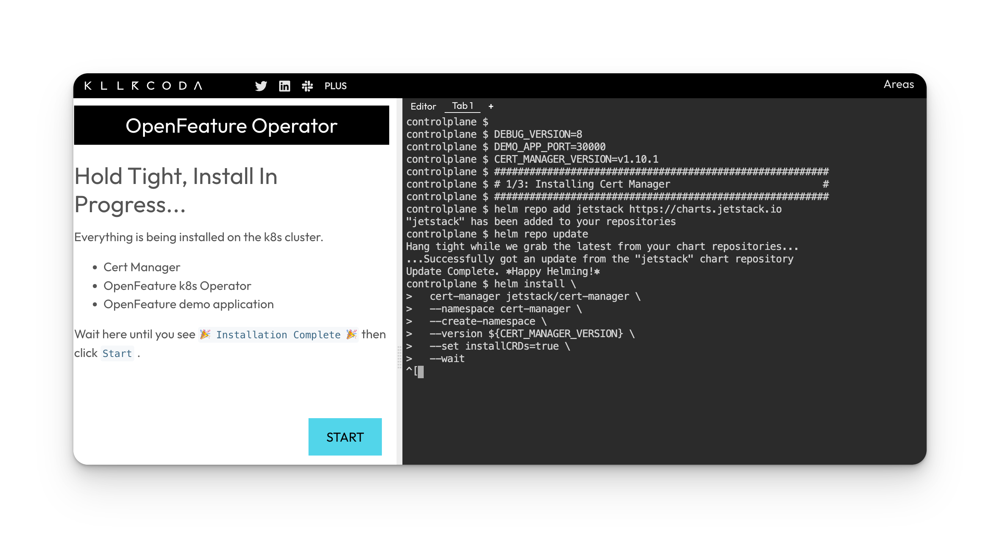 KILLERCODA PLUS Areas
OpenFeature Operator
Hold Tight, Install In
Progress...
Everything is being installed on the k8s cluster.
• Cert Manager
• OpenFeature k8s Operator
• OpenFeature demo application
Wait here until you see 🎉 Installation Complete 🎉 then
click Start .
START
Editor Tab 1 +
controlplane $
controlplane $ DEBUG_VERSION=8
controlplane $ DEMO_APP_PORT=30000
controlplane $ CERT_MANAGER_VERSION=v1.10.1
controlplane $ #########################################################
controlplane $ # 1/3: Installing Cert Manager                          #
controlplane $ #########################################################
controlplane $ helm repo add jetstack https://charts.jetstack.io
"jetstack" has been added to your repositories
controlplane $ helm repo update
Hang tight while we grab the latest from your chart repositories...
...Successfully got an update from the "jetstack" chart repository
Update Complete. ⎈Happy Helming!⎈
controlplane $ helm install \
>   cert-manager jetstack/cert-manager \
>   --namespace cert-manager \
>   --create-namespace \
>   --version ${CERT_MANAGER_VERSION} \
>   --set installCRDs=true \
>   --wait
^[